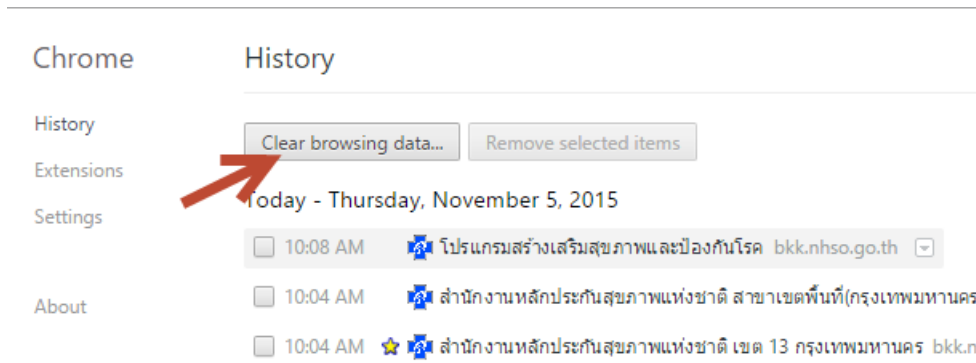 Chrome
History
History
Extensions
Settings
About
Clear browsing data...
Remove selected items
Today - Thursday, November 5, 2015
10:08 AM โปรแกรมสร้างเสริมสุขภาพและป้องกันโรค bkk.nhso.go.th
10:04 AM สำนักงานหลักประกันสุขภาพแห่งชาติ สาขาเขตพื้นที่(กรุงเทพมหานคร
10:04 AM สำนักงานหลักประกันสุขภาพแห่งชาติ เขต 13 กรุงเทพมหานคร bkk.n